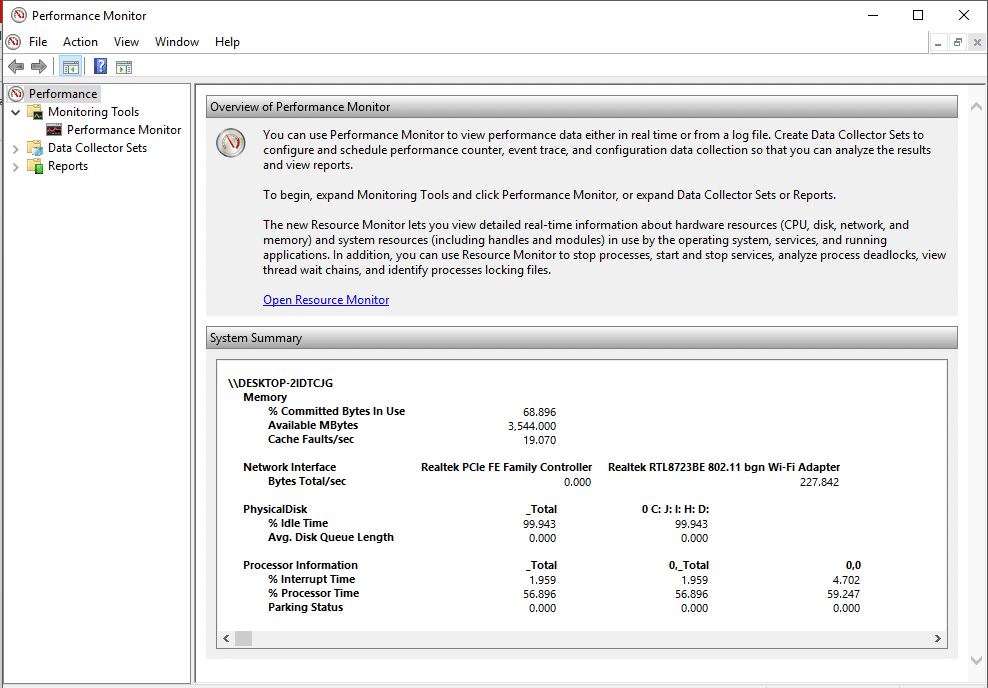 Performance Monitor
File Action View Window Help
Performance
Monitoring Tools
Performance Monitor
Data Collector Sets
Reports
Overview of Performance Monitor
You can use Performance Monitor to view performance data either in real time or from a log file. Create Data Collector Sets to
configure and schedule performance counter, event trace, and configuration data collection so that you can analyze the results
and view reports.
To begin, expand Monitoring Tools and click Performance Monitor, or expand Data Collector Sets or Reports.
The new Resource Monitor lets you view detailed real-time information about hardware resources (CPU, disk, network, and
memory) and system resources (including handles and modules) in use by the operating system, services, and running
applications. In addition, you can use Resource Monitor to stop processes, start and stop services, analyze process deadlocks, view
thread wait chains, and identify processes locking files.
Open Resource Monitor
System Summary
\\DESKTOP-2IDTCJG
Memory
% Committed Bytes In Use 68.896
Available MBytes 3,544.000
Cache Faults/sec 19.070
Network Interface Realtek PCIe FE Family Controller Realtek RTL8723BE 802.11 bgn Wi-Fi Adapter
Bytes Total/sec 0.000 227.842
PhysicalDisk _Total 0 C: J: I: H: D:
% Idle Time 99.943 99.943
Avg. Disk Queue Length 0.000 0.000
Processor Information _Total 0,_Total 0,0
% Interrupt Time 1.959 1.959 4.702
% Processor Time 56.896 56.896 59.247
Parking Status 0.000 0.000 0.000